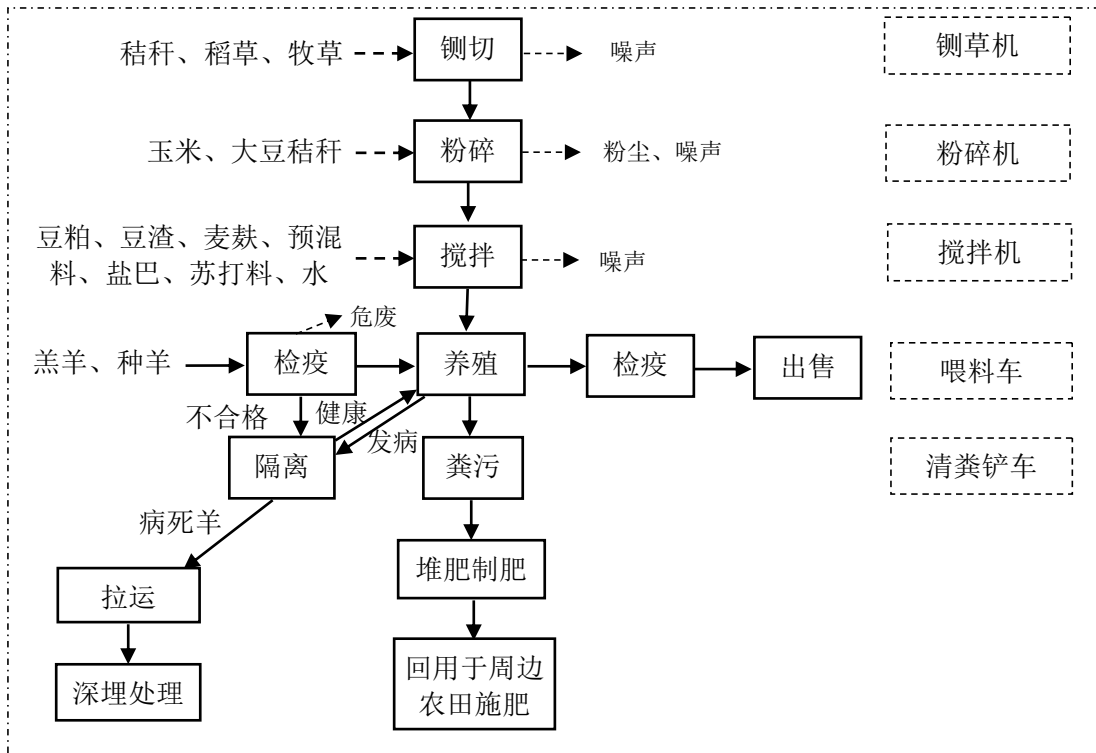 秸秆、稻草、牧草
铡切
噪声
铡草机
玉米、大豆秸秆
粉碎
粉尘、噪声
粉碎机
豆粕、豆渣、麦麸、预混
料、盐巴、苏打料、水
搅拌
噪声
搅拌机
危废
羔羊、种羊
检疫
养殖
检疫
出售
喂料车
不合格
健康
发病
隔离
粪污
清粪铲车
病死羊
堆肥制肥
拉运
回用于周边
农田施肥
深埋处理